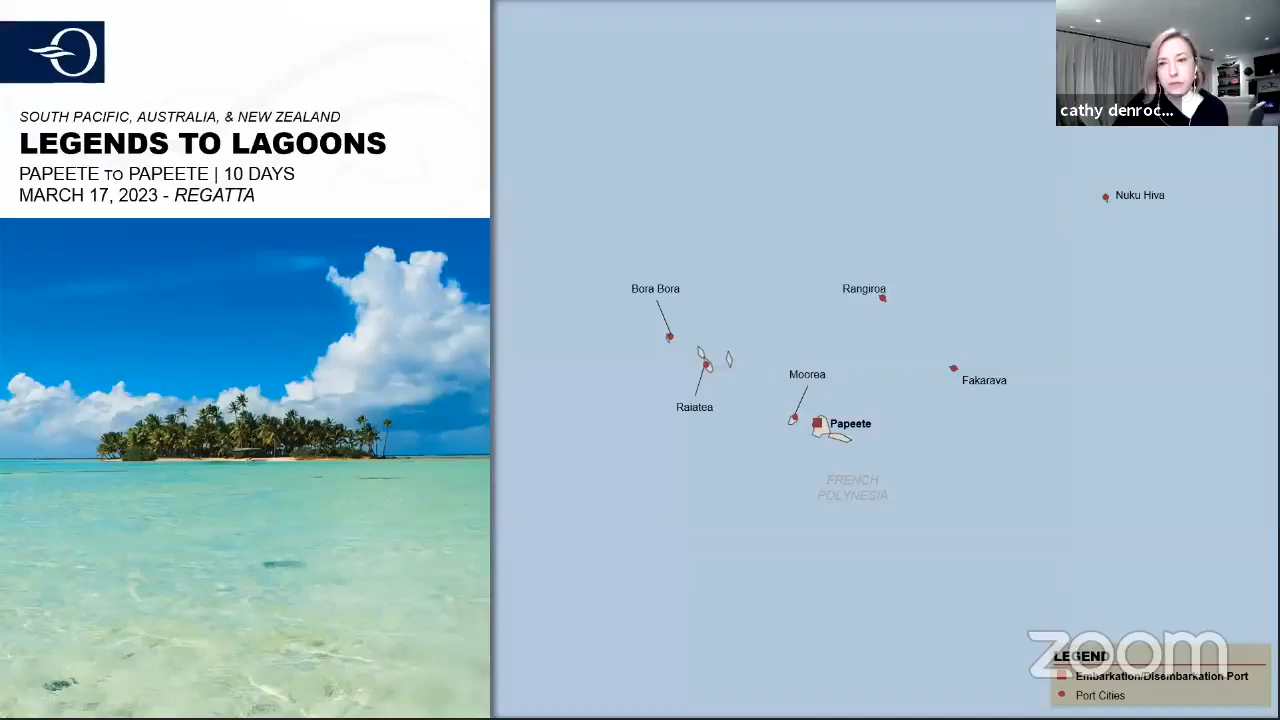 SOUTH PACIFIC, AUSTRALIA, & NEW ZEALAND
LEGENDS TO LAGOONS
PAPEETE TO PAPEETE | 10 DAYS
MARCH 17, 2023 - REGATTA
cathy denroc...
Nuku Hiva
Bora Bora
Rangiroa
Moorea
Fakarava
Raiatea
Papeete
FRENCH
POLYNESIA
zoom
LEGEND
Embarkation/Disembarkation Port
Port Cities